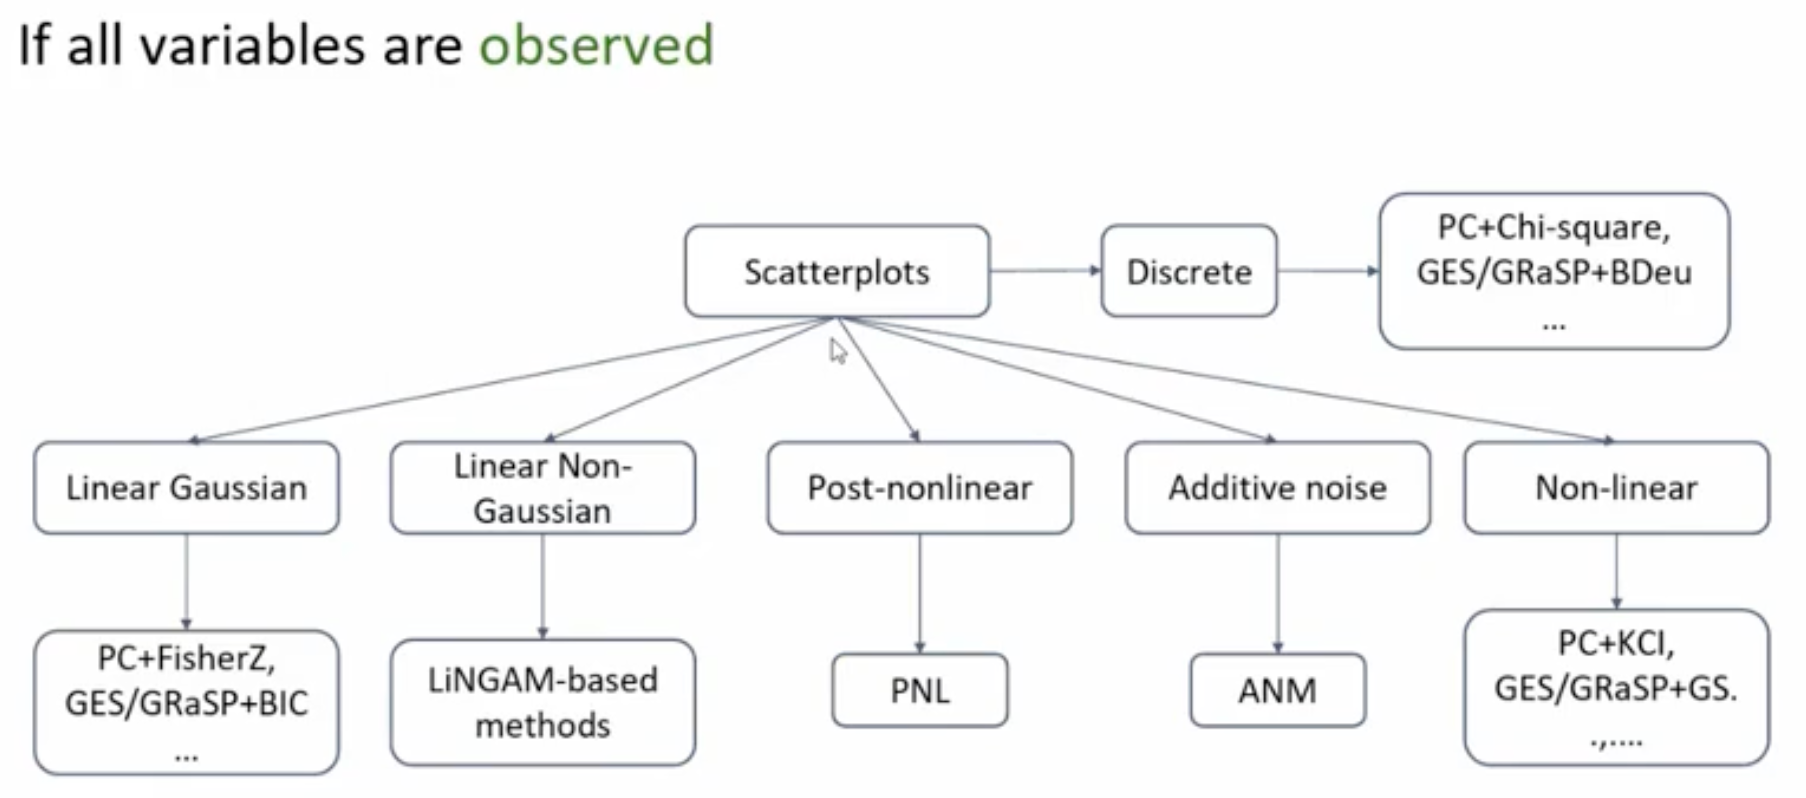 If all variables are observed
Scatterplots
Discrete
PC+Chi-square,
GES/GRaSP+BDeu
...
Linear Gaussian
Linear Non-
Gaussian
Post-nonlinear
Additive noise
Non-linear
PC+FisherZ,
GES/GRaSP+BIC
...
LiNGAM-based
methods
PNL
ANM
PC+KCI,
GES/GRaSP+GS.
.,....